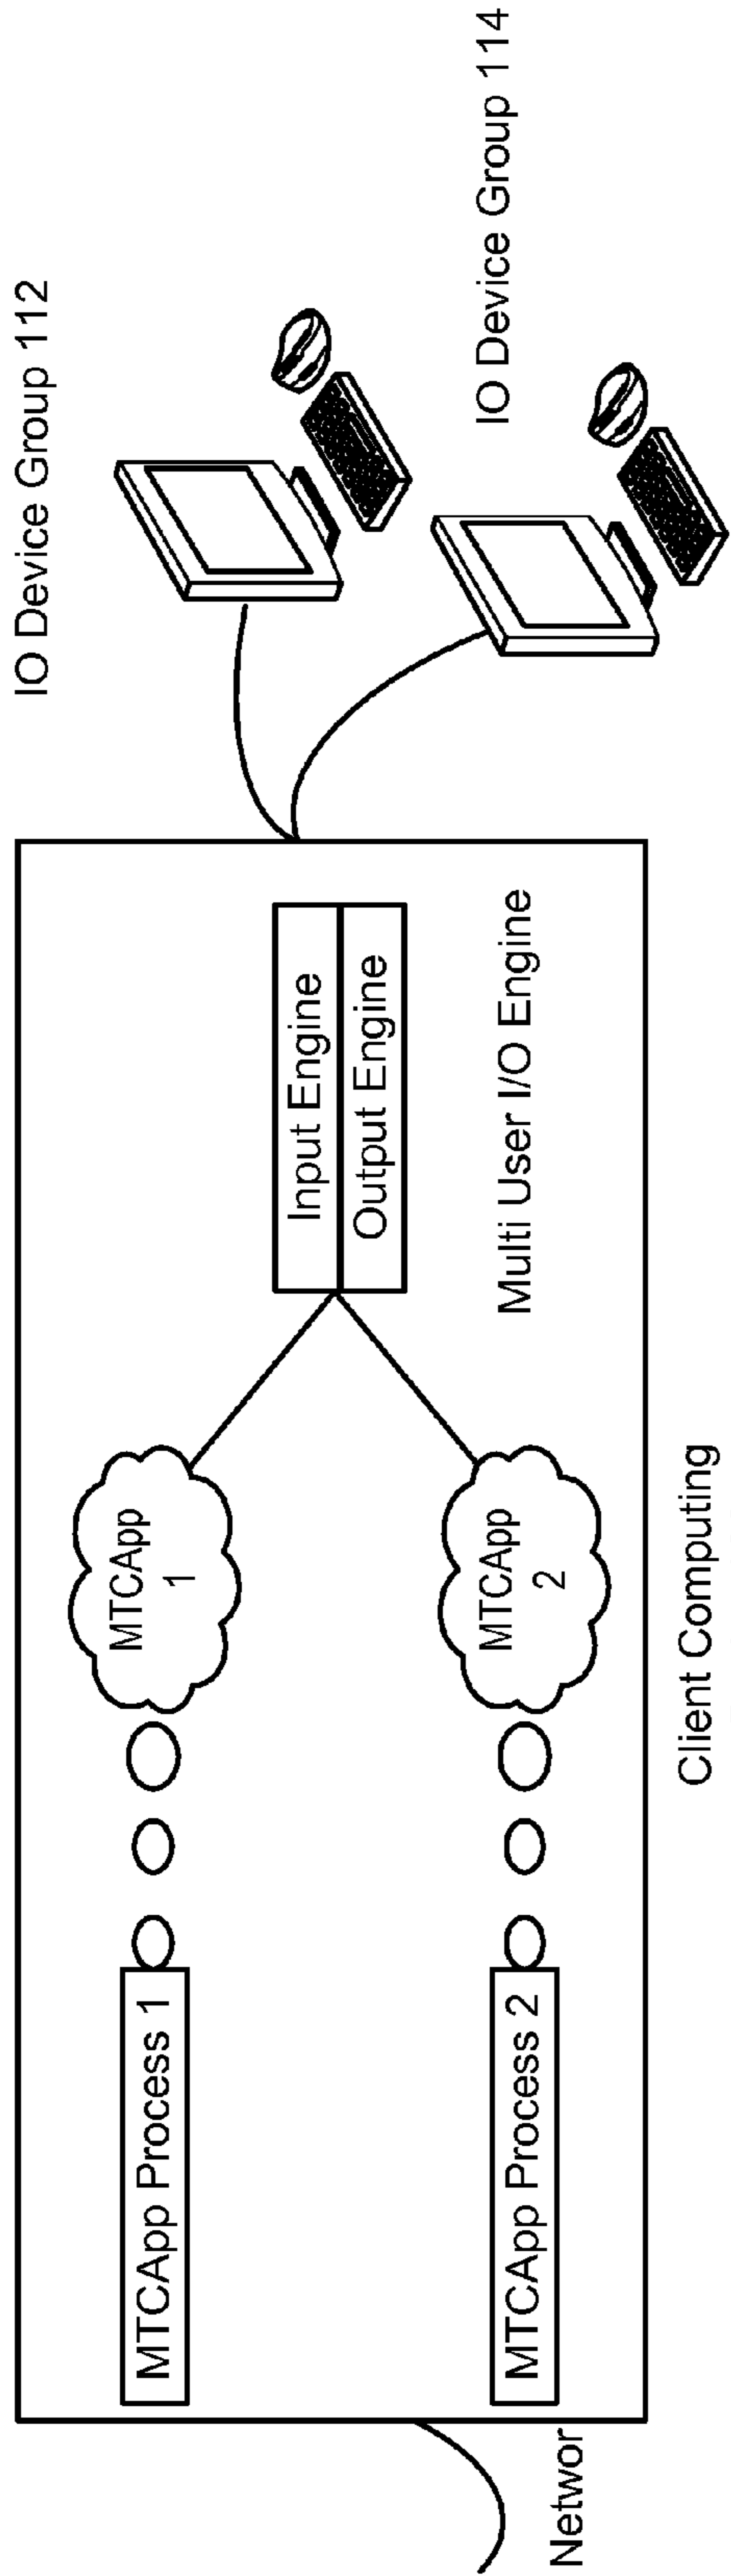 IO Device Group 112
IO Device Group 114
MTCApp Process 1
MTCApp
1
Input Engine
Output Engine
MTCApp Process 2
MTCApp
2
Multi User I/O Engine
Networ
Client Computing